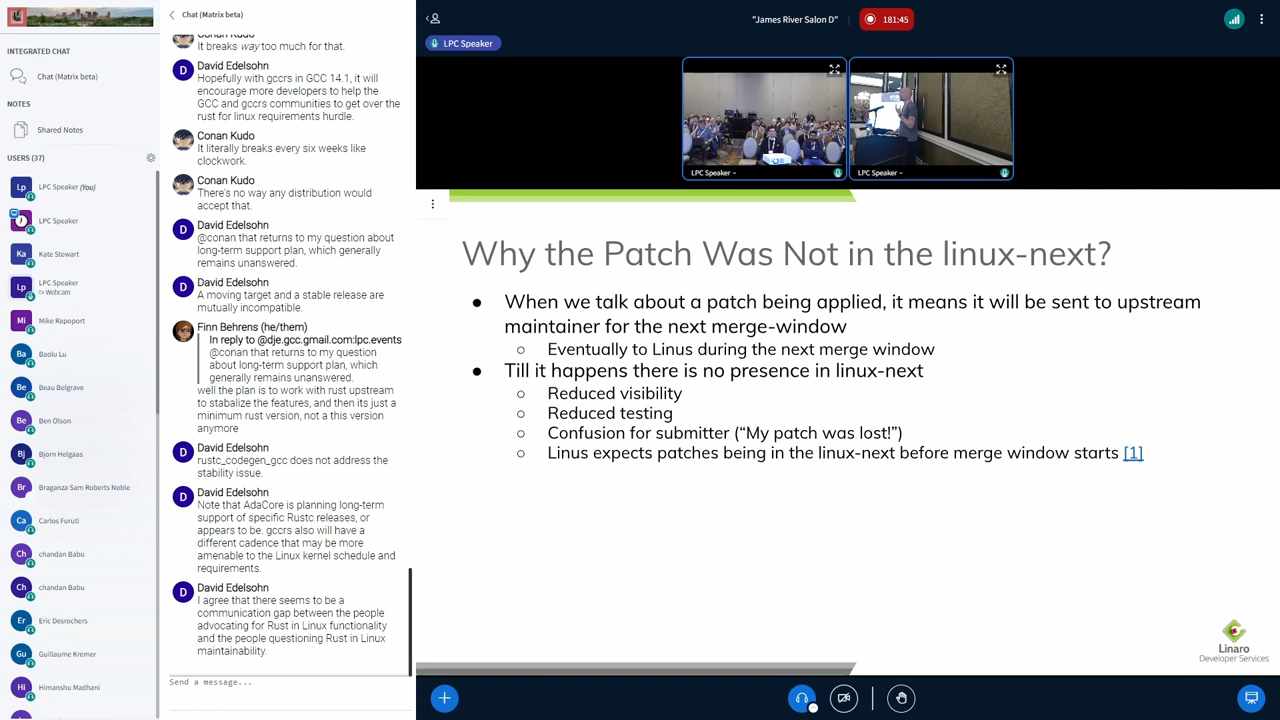 INTEGRATED CHAT
Chat (Matrix beta)
NOTES
Shared Notes
USERS (37)
Lp
LPC Speaker (You)
LPC Speaker
Ka
Kate Stewart
Lp
LPC Speaker
Webcam
Mi
Mike Rapoport
Ba
Baolu Lu
Be
Beau Belgrave
Be
Ben Olson
Bj
Bjorn Helgaas
Br
Braganza Sam Roberts Noble
Ca
Carlos Furuti
Ch
chandan Babu
Ch
chandan Babu
Er
Eric Desrochers
Gu
Guillaume Kremer
Hi
Himanshu Madhani
Chat (Matrix beta)
Conan Kudo
It breaks way too much for that.
D
David Edelsohn
Hopefully with gccrs in GCC 14.1, it will
encourage more developers to help the
GCC and gccrs communities to get over the
rust for linux requirements hurdle.
Conan Kudo
It literally breaks every six weeks like
clockwork.
Conan Kudo
There's no way any distribution would
accept that.
D
David Edelsohn
@conan that returns to my question about
long-term support plan, which generally
remains unanswered.
D
David Edelsohn
A moving target and a stable release are
mutually incompatible.
Finn Behrens (he/them)
In reply to @dje.gcc.gmail.com:lpc.events
@conan that returns to my question
about long-term support plan, which
generally remains unanswered.
well the plan is to work with rust upstream
to stabalize the features, and then its just a
minimum rust version, not a this version
anymore
D
David Edelsohn
rustc_codegen_gcc does not address the
stability issue.
D
David Edelsohn
Note that AdaCore is planning long-term
support of specific Rustc releases, or
appears to be. gccrs also will have a
different cadence that may be more
amenable to the Linux kernel schedule and
requirements.
D
David Edelsohn
I agree that there seems to be a
communication gap between the people
advocating for Rust in Linux functionality
and the people questioning Rust in Linux
maintainability.
Send a message...
"James River Salon D"
181:45
LPC Speaker
LPC Speaker
LPC Speaker
Why the Patch Was Not in the linux-next?
● When we talk about a patch being applied, it means it will be sent to upstream
maintainer for the next merge-window
○ Eventually to Linus during the next merge window
● Till it happens there is no presence in linux-next
○ Reduced visibility
○ Reduced testing
○ Confusion for submitter (“My patch was lost!”)
○ Linus expects patches being in the linux-next before merge window starts [1]
Linaro
Developer Services